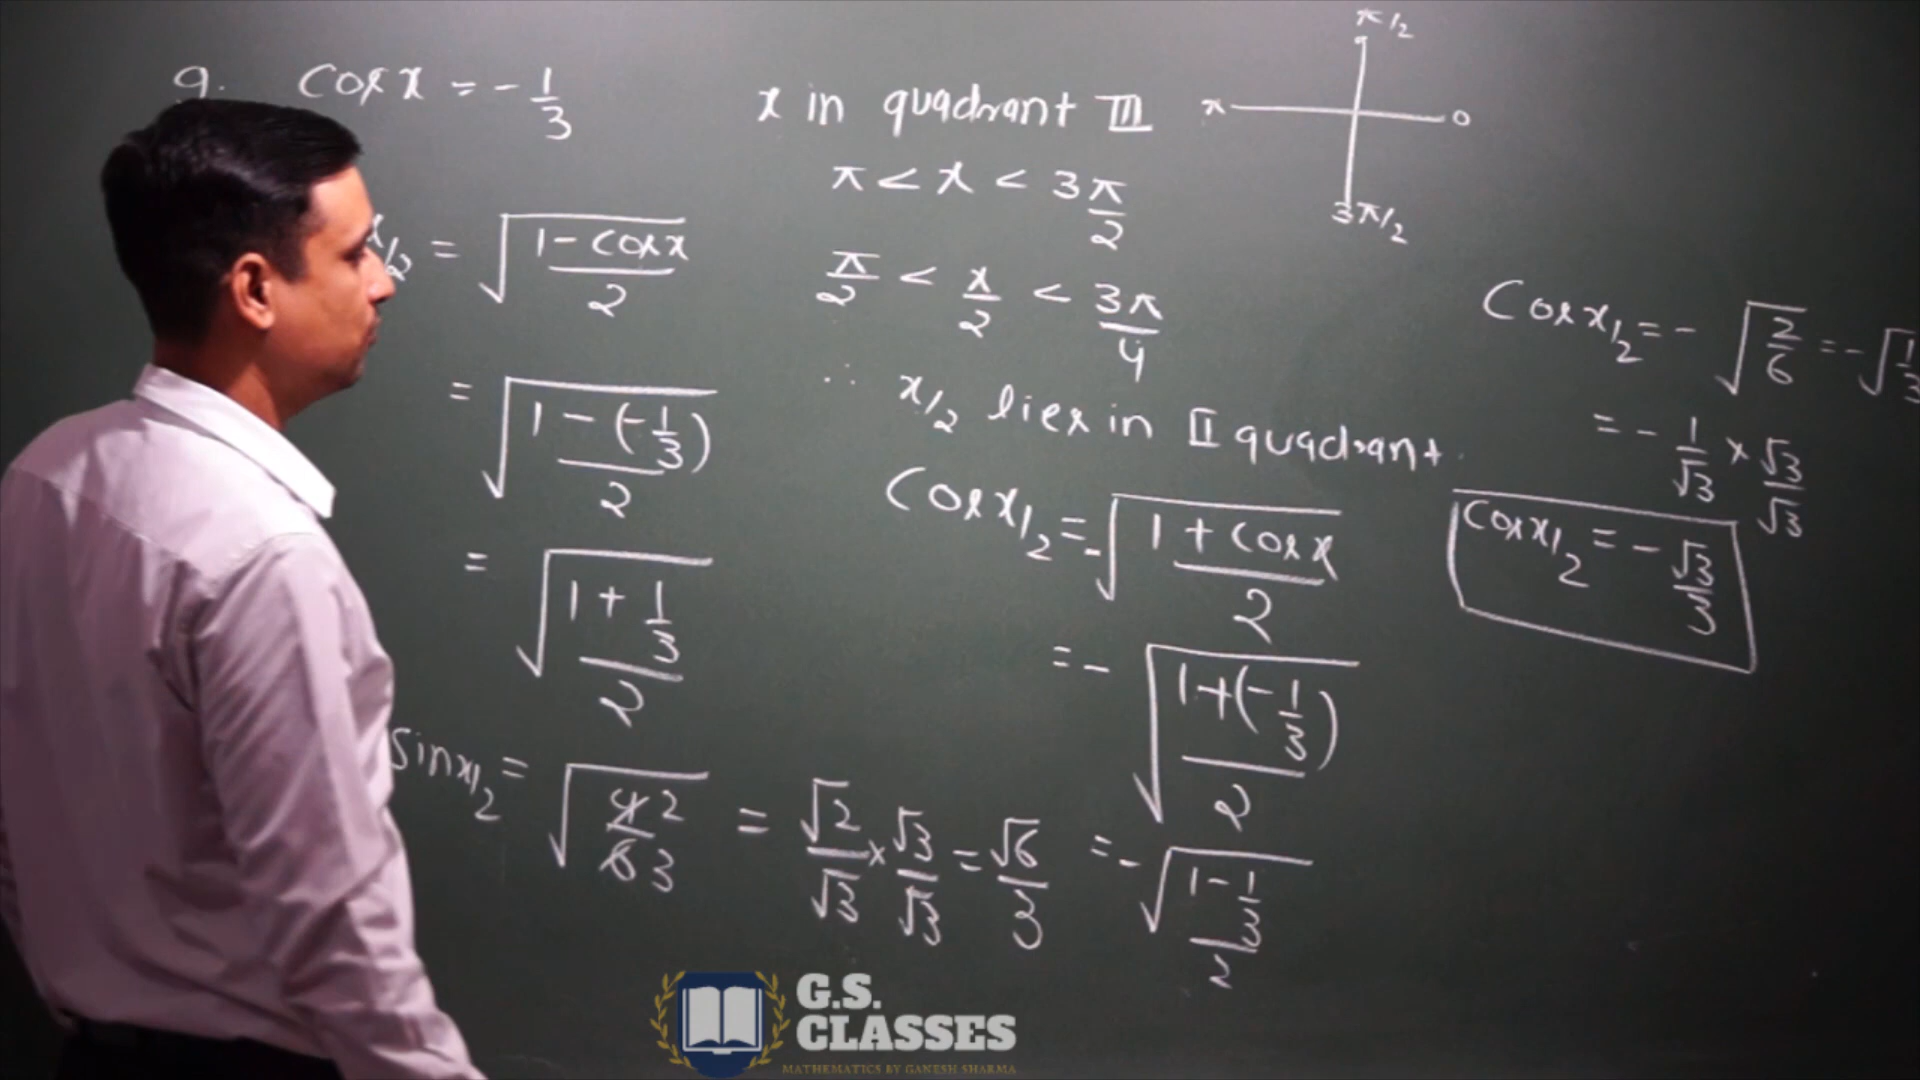 9. Cos x = - 1/3
x in quadrant III
π < x < 3π/2
π/2 < x/2 < 3π/4
∴ x/2 lies in II quadrant.
π/2
π
0
3π/2
x/2 = √((1 - Cos x)/2)
= √((1 - (-1/3))/2)
= √((1 + 1/3)/2)
Sin x/2 = √(4 2/6 3) = √2/√3 × √3/√3 = √6/3
Cos x/2 = - √((1 + Cos x)/2)
= - √((1 + (-1/3))/2)
= - √((1 - 1/3)/2)
Cos x/2 = - √(2/6) = - √(1/3)
= - 1/√3 × √3/√3
Cos x/2 = - √3/3
G.S.
CLASSES
MATHEMATICS BY GANESH SHARMA